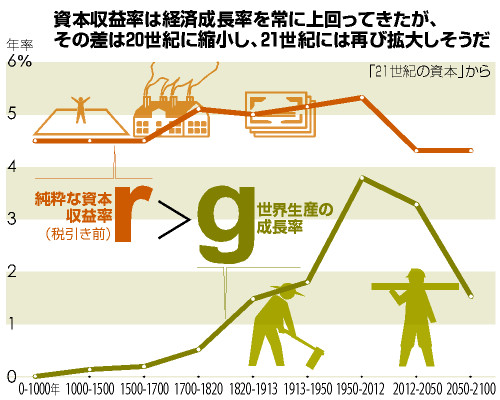 資本収益率は経済成長率を常に上回ってきたが、
その差は20世紀に縮小し、21世紀には再び拡大しそうだ
年率
6%
「21世紀の資本」から
5
4
3
2
1
0
純粋な資本
収益率
(税引き前)
r > g
世界生産の
成長率
0-1000年 1000-1500 1500-1700 1700-1820 1820-1913 1913-1950 1950-2012 2012-2050 2050-2100